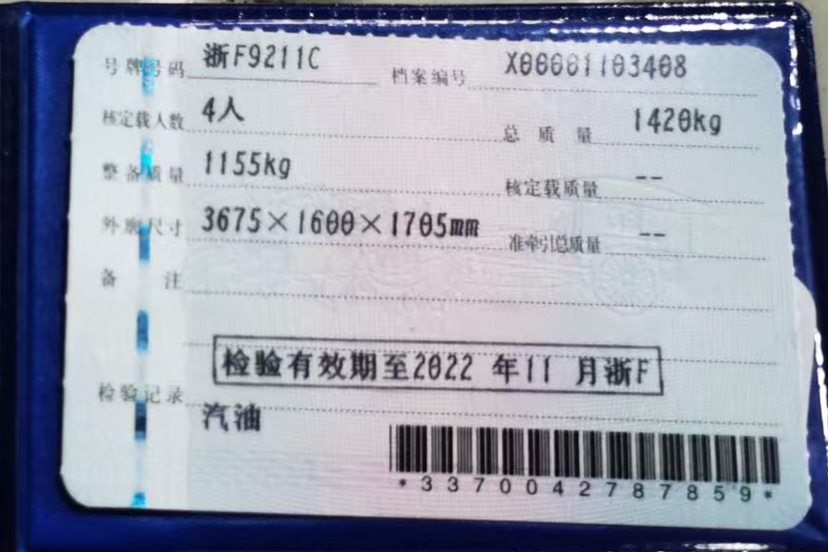 号牌号码 浙F9211C 档案编号 X00001103408
核定载人数 4人 总质量 1420kg
整备质量 1155kg 核定载质量 --
外廓尺寸 3675×1600×1705mm 准牵引总质量 --
备注
检验有效期至2022 年11 月浙F
检验记录
汽油
*3370042787859*